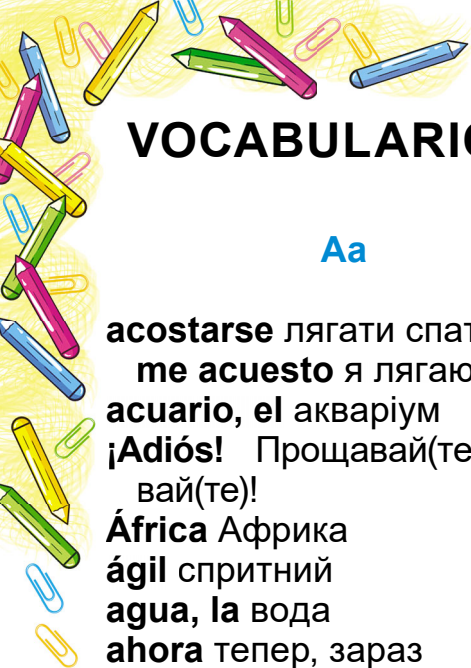 VOCABULARIO
Aa
acostarse лягати спат
me acuesto я лягаю
acuario, el акваріум
¡Adiós! Прощавай(те
вай(те)!
África Африка
ágil спритний
agua, la вода
ahora тепер, зараз